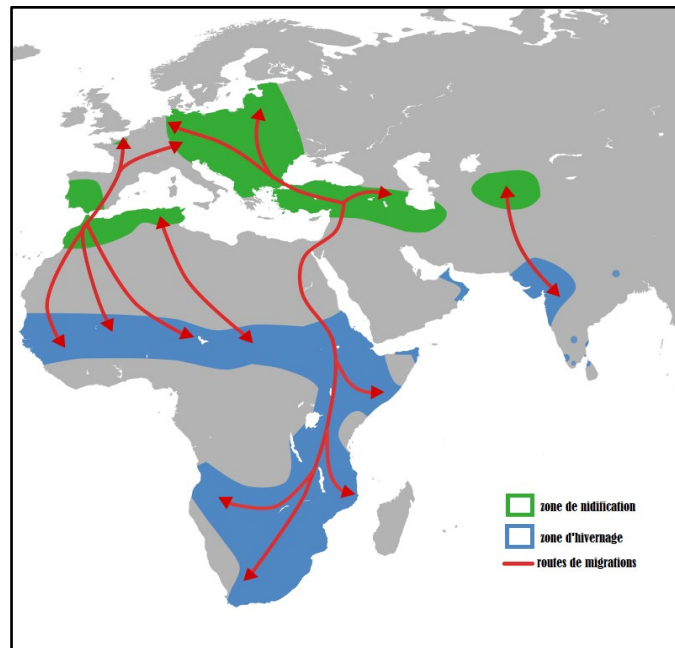 zone de nidification
zone d'hivernage
routes de migrations